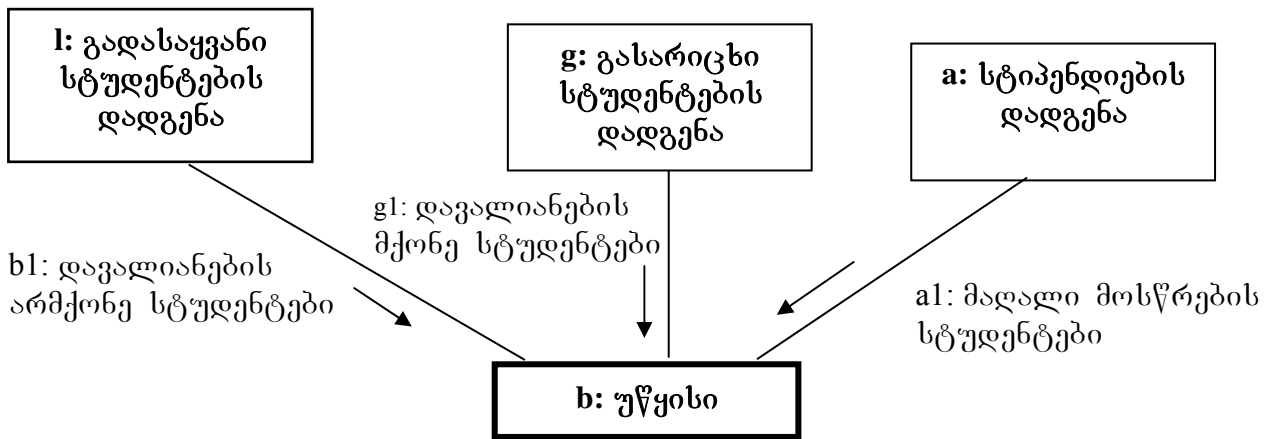 l: გადასაყვანი
სტუდენტების
დადგენა
g: გასარიცხი
სტუდენტების
დადგენა
a: სტიპენდიების
დადგენა
b1: დავალიანების
არმქონე სტუდენტები
g1: დავალიანების
მქონე სტუდენტები
a1: მაღალი მოსწრების
სტუდენტები
b: უწყისი